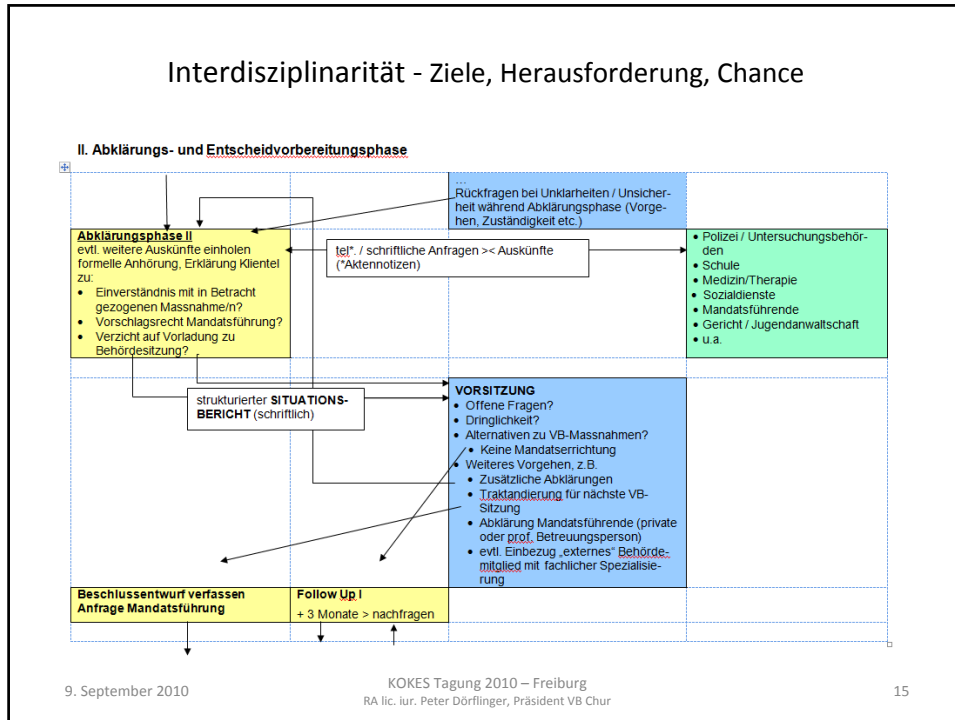 Interdisziplinarität - Ziele, Herausforderung, Chance
II. Abklärungs- und Entscheidvorbereitungsphase
...
Rückfragen bei Unklarheiten / Unsicher-
heit während Abklärungsphase (Vorge-
hen, Zuständigkeit etc.)
Abklärungsphase II
evtl. weitere Auskünfte einholen
formelle Anhörung, Erklärung Klientel
zu:
• Einverständnis mit in Betracht
gezogenen Massnahme/n?
• Vorschlagsrecht Mandatsführung?
• Verzicht auf Vorladung zu
Behördesitzung?
tel*. / schriftliche Anfragen >< Auskünfte
(*Aktennotizen)
• Polizei / Untersuchungsbehör-
den
• Schule
• Medizin/Therapie
• Sozialdienste
• Mandatsführende
• Gericht / Jugendanwaltschaft
• u.a.
strukturierter SITUATIONS-
BERICHT (schriftlich)
VORSITZUNG
• Offene Fragen?
• Dringlichkeit?
• Alternativen zu VB-Massnahmen?
• Keine Mandatserrichtung
• Weiteres Vorgehen, z.B.
• Zusätzliche Abklärungen
• Traktandierung für nächste VB-
Sitzung
• Abklärung Mandatsführende (private
oder prof. Betreuungsperson)
• evtl. Einbezug „externes“ Behörde-
mitglied mit fachlicher Spezialisie-
rung
Beschlussentwurf verfassen
Anfrage Mandatsführung
Follow Up I
+ 3 Monate > nachfragen
9. September 2010
KOKES Tagung 2010 – Freiburg
RA lic. iur. Peter Dörflinger, Präsident VB Chur
15